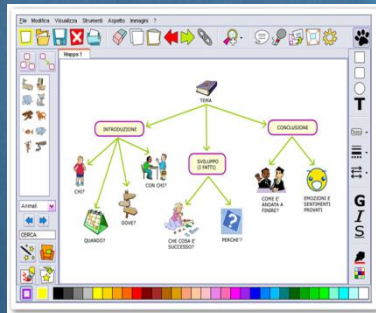 File Modifica Visualizza Strumenti Aspetto Immagini ?
Mappa 1
TEMA
INTRODUZIONE
CONCLUSIONE
SVILUPPO
(I FATTI)
CHI?
CON CHI?
QUANDO?
DOVE?
CHE COSA E'
SUCCESSO?
PERCHE'?
COME E'
ANDATA A
FINIRE?
EMOZIONI E
SENTIMENTI
PROVATI
Animali
CERCA
T
G
I
S